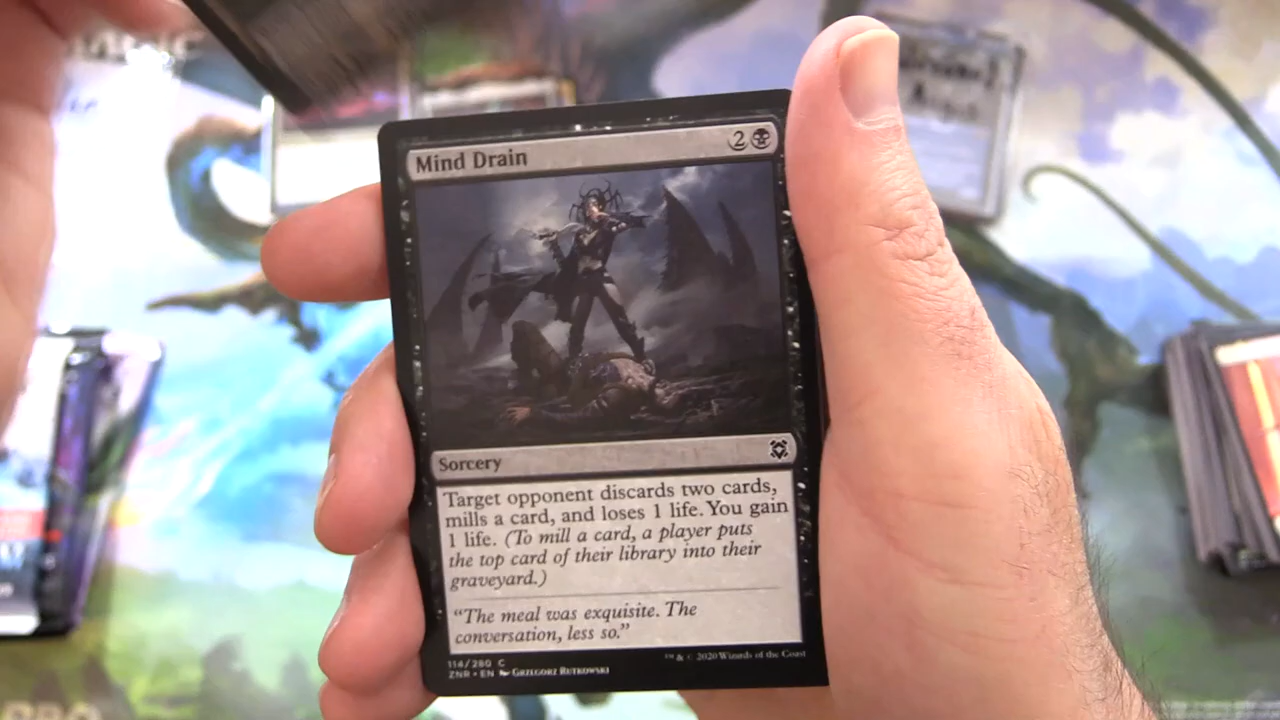 Mind Drain
2
Sorcery
Target opponent discards two cards,
mills a card, and loses 1 life. You gain
1 life. (To mill a card, a player puts
the top card of their library into their
graveyard.)
"The meal was exquisite. The
conversation, less so."
114/280 C
ZNR • EN Grzegorz Rutkowski
™ & © 2020 Wizards of the Coast